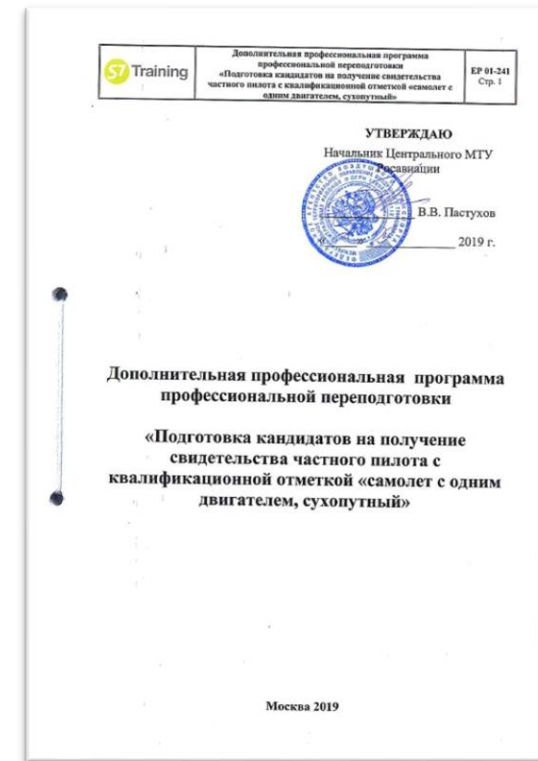 S7 Training
Дополнительная профессиональная программа
профессиональной переподготовки
«Подготовка кандидатов на получение свидетельства
частного пилота с квалификационной отметкой «самолет с
одним двигателем, сухопутный»
ЕР 01-241
Стр. 1
УТВЕРЖДАЮ
Начальник Центрального МТУ
Росавиации
В.В. Пастухов
2019 г.
Дополнительная профессиональная программа
профессиональной переподготовки
«Подготовка кандидатов на получение
свидетельства частного пилота с
квалификационной отметкой «самолет с одним
двигателем, сухопутный»
Москва 2019